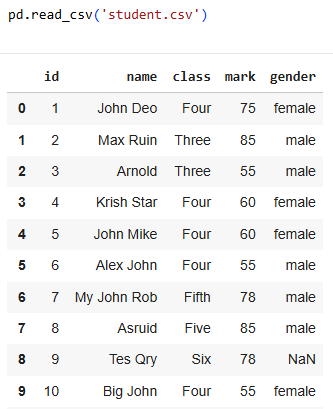 pd.read_csv('student.csv')
id name class mark gender
0 1 John Deo Four 75 female
1 2 Max Ruin Three 85 male
2 3 Arnold Three 55 male
3 4 Krish Star Four 60 female
4 5 John Mike Four 60 female
5 6 Alex John Four 55 male
6 7 My John Rob Fifth 78 male
7 8 Asruid Five 85 male
8 9 Tes Qry Six 78 NaN
9 10 Big John Four 55 female